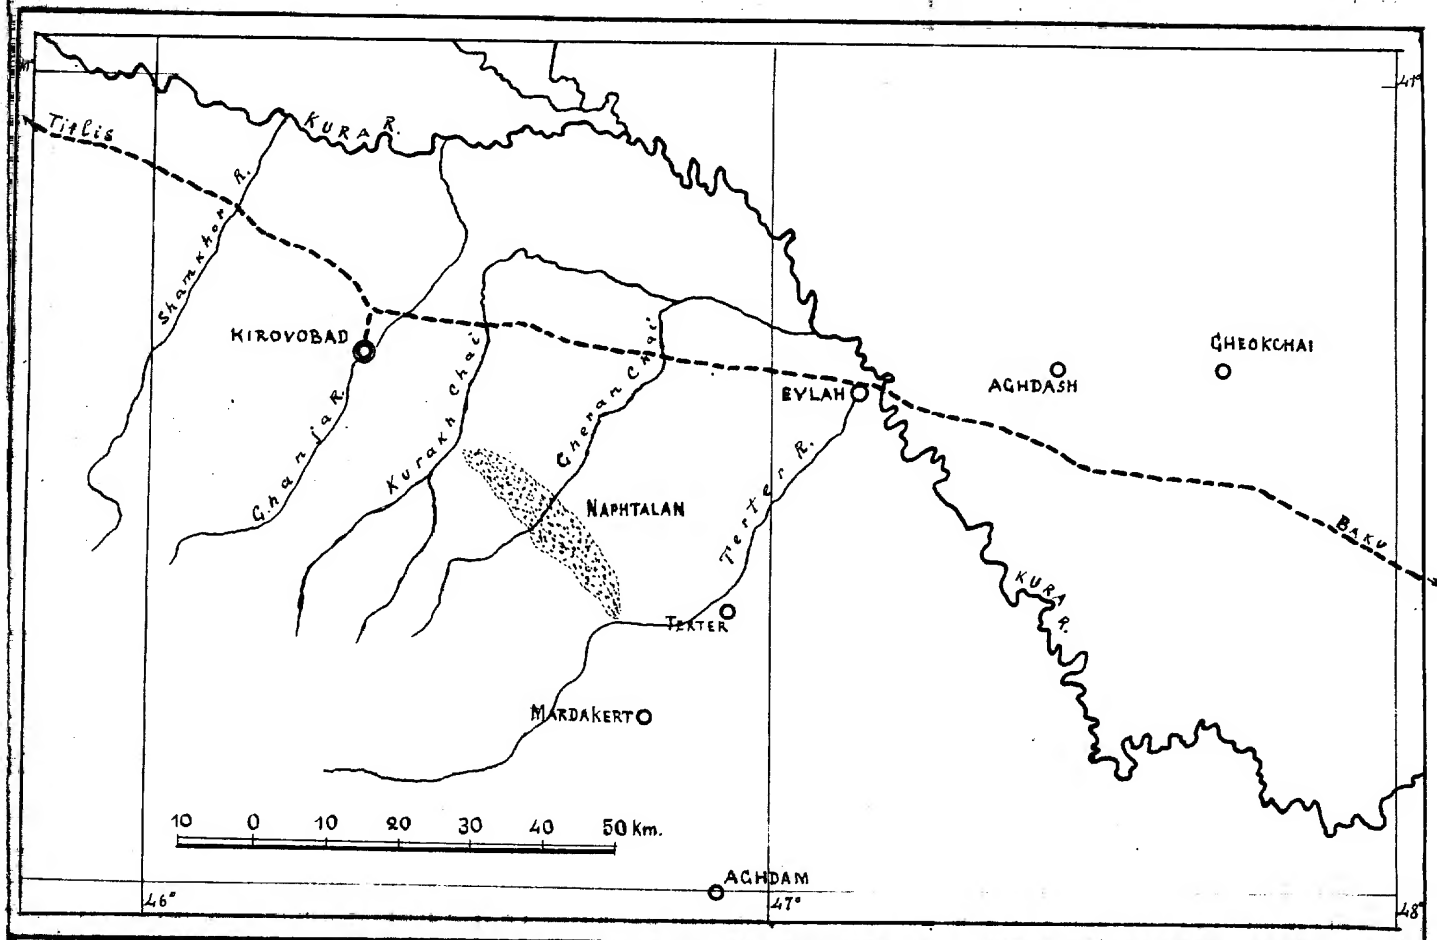 41°
41°
Tiflis
KURA R.
Shamkhor R.
KIROVOBAD
Ghanja R.
Kurakh Chai
Gheran Chai
EVLAH
AGHDASH
GHEOKCHAI
NAPHTALAN
Terter R.
BAKU
KURA R.
TERTER
MARDAKERT
10 0 10 20 30 40 50 Km.
AGHDAM
46°
47°
48°